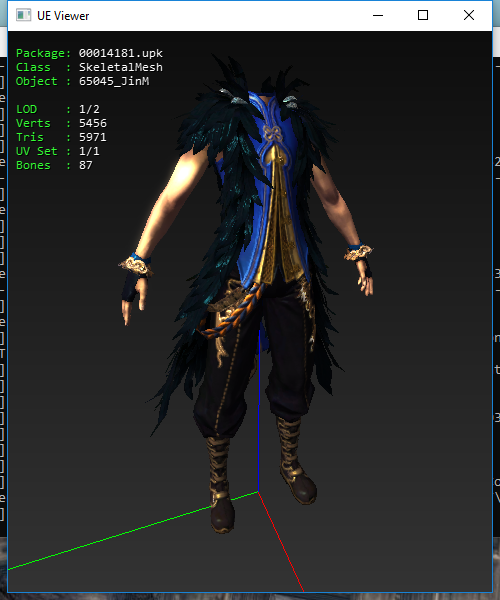 UE Viewer
Package: 00014181.upk
Class : SkeletalMesh
Object : 65045_JinM
LOD : 1/2
Verts : 5456
Tris : 5971
UV Set : 1/1
Bones : 87